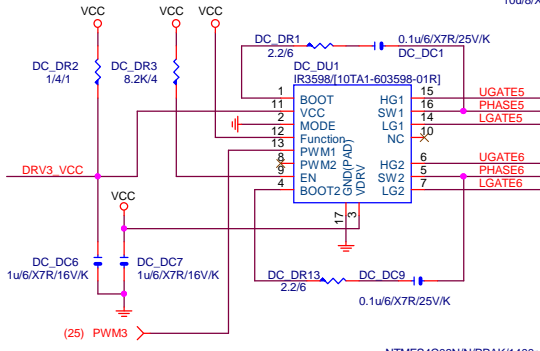 VCC
VCC
VCC
DC_DR2
1/4/1
DC_DR3
8.2K/4
DC_DR1
2.2/6
0.1u/6/X7R/25V/K
DC_DC1
DC_DU1
IR3598/[10TA1-603598-01R]
1
BOOT
11
VCC
2
MODE
12
Function
13
PWM1
8
PWM2
9
EN
4
BOOT2
HG1
15
UGATE5
SW1
16
PHASE5
LG1
14
LGATE5
NC
10
HG2
6
UGATE6
SW2
5
PHASE6
LG2
7
LGATE6
GND(PAD)
VDRV
17
3
DRV3_VCC
VCC
DC_DC6
1u/6/X7R/16V/K
DC_DC7
1u/6/X7R/16V/K
DC_DR13
2.2/6
DC_DC9
0.1u/6/X7R/25V/K
(25) PWM3